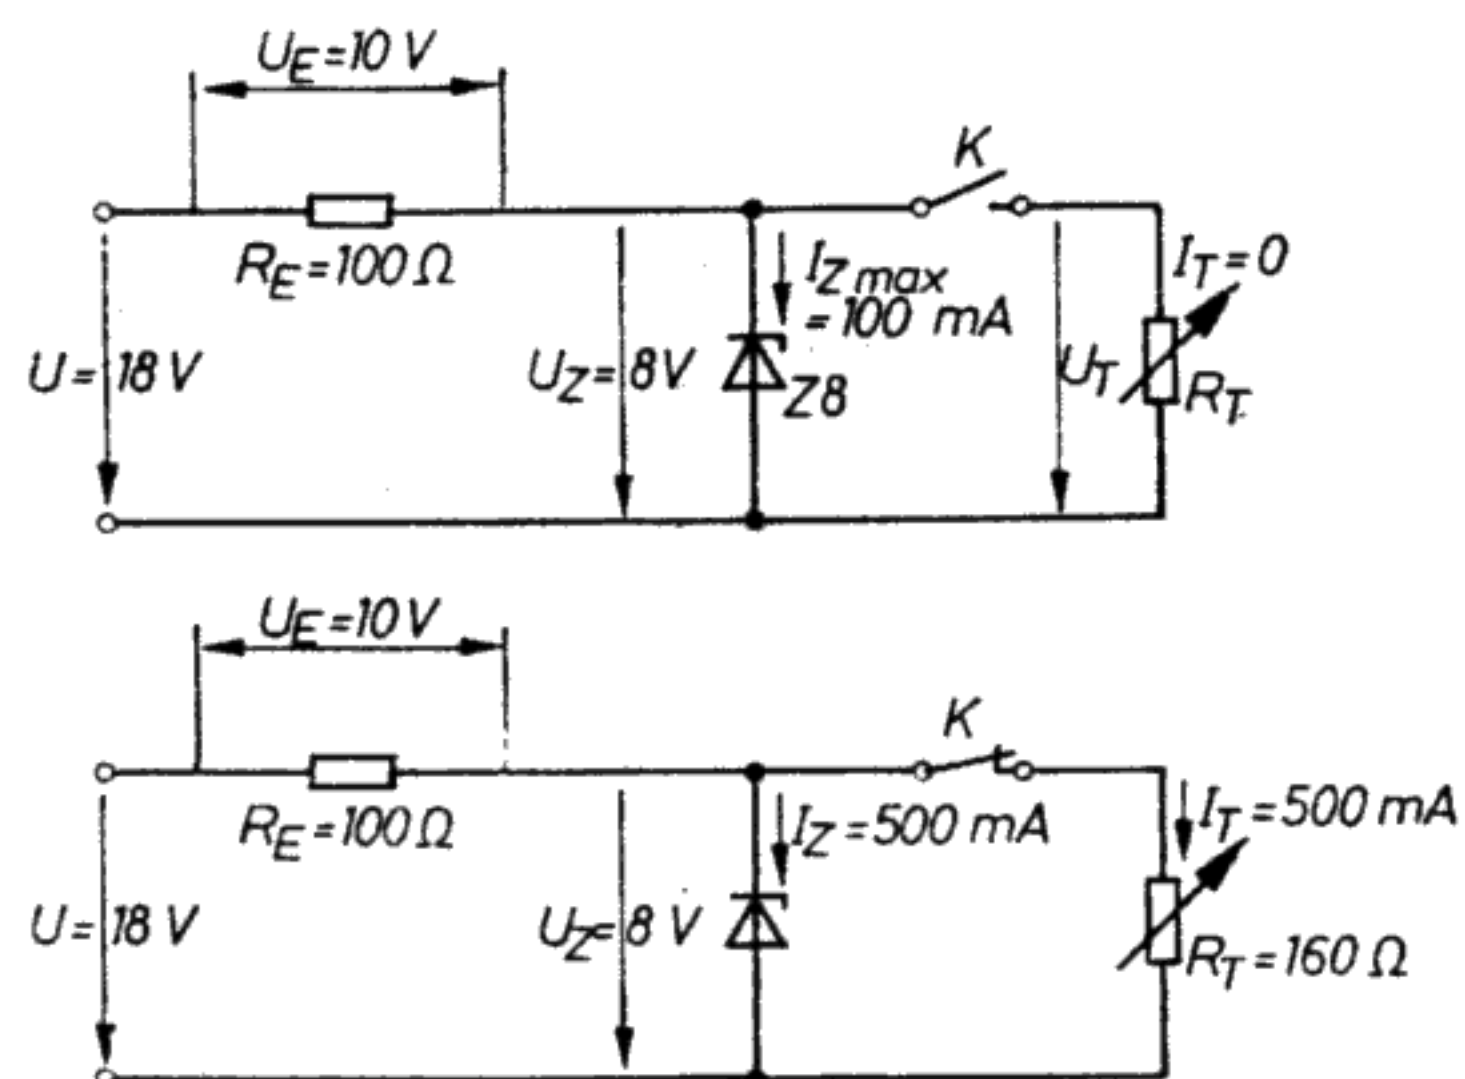 U_E=10 V
K
R_E=100 Ω
I_Z max
=100 mA
I_T=0
U=18 V
U_Z=8V
Z8
U_T
R_T
U_E=10 V
K
R_E=100 Ω
I_Z=500 mA
I_T=500 mA
U=18 V
U_Z=8 V
R_T=160 Ω